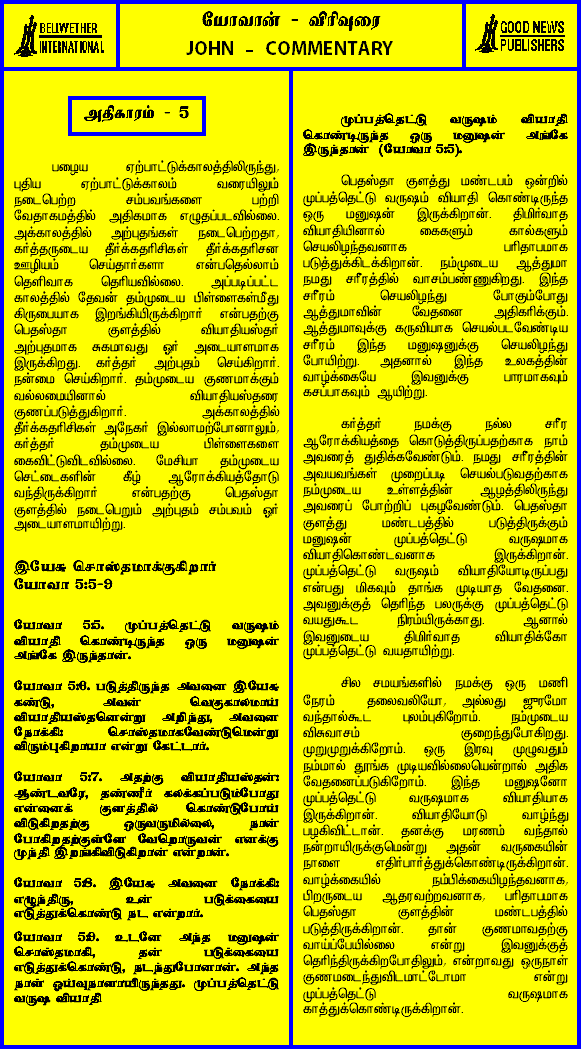 BELWETHER
INTERNATIONAL
யோவான் - விரிவுரை
JOHN - COMMENTARY
GOOD NEWS
PUBLISHERS
அதிகாரம் - 5
பழைய ஏற்பாட்டுக்காலத்திலிருந்து,
புதிய ஏற்பாட்டுக்காலம் வரையிலும்
நடைபெற்ற சம்பவங்களை பற்றி
வேதாகமத்தில் அதிகமாக எழுதப்படவில்லை.
அக்காலத்தில் அற்புதங்கள் நடைபெற்றதா,
கர்த்தருடைய தீர்க்கதரிசிகள் தீர்க்கதரிசன
ஊழியம் செய்தார்களா என்பதெல்லாம்
தெளிவாக தெரியவில்லை. அப்படிப்பட்ட
காலத்தில் தேவன் தம்முடைய பிள்ளைகள்மீது
கிருபையாக இறங்கியிருக்கிறார் என்பதற்கு
பெதஸ்தா குளத்தில் வியாதியஸ்தர்
அற்புதமாக சுகமாவது ஓர் அடையாளமாக
இருக்கிறது. கர்த்தர் அற்புதம் செய்கிறார்.
நன்மை செய்கிறார். தம்முடைய குணமாக்கும்
வல்லமையினால் வியாதியஸ்தரை
குணப்படுத்துகிறார். அக்காலத்தில்
தீர்க்கதரிசிகள் அநேகர் இல்லாமற்போனாலும்,
கர்த்தர் தம்முடைய பிள்ளைகளை
கைவிட்டுவிடவில்லை. மேசியா தம்முடைய
செட்டைகளின் கீழ் ஆரோக்கியத்தோடு
வந்திருக்கிறார் என்பதற்கு பெதஸ்தா
குளத்தில் நடைபெறும் அற்புதம் சம்பவம் ஓர்
அடையாளமாயிற்று.
இயேசு சொஸ்தமாக்குகிறார்
யோவா 5:5-9
யோவா 5:5. முப்பத்தெட்டு வருஷம்
வியாதி கொண்டிருந்த ஒரு மனுஷன்
அங்கே இருந்தான்.
யோவா 5:6. படுத்திருந்த அவனை இயேசு
கண்டு, அவன் வெகுகாலமாய்
வியாதியஸ்தனென்று அறிந்து, அவனை
நோக்கி: சொஸ்தமாகவேண்டுமென்று
விரும்புகிறாயா என்று கேட்டார்.
யோவா 5:7. அதற்கு வியாதியஸ்தன்:
ஆண்டவரே, தண்ணீர் கலக்கப்படும்போது
என்னைக் குளத்தில் கொண்டுபோய்
விடுகிறதற்கு ஒருவருமில்லை, நான்
போகிறதற்குள்ளே வேறொருவன் எனக்கு
முந்தி இறங்கிவிடுகிறான் என்றான்.
யோவா 5:8. இயேசு அவனை நோக்கி:
எழுந்திரு, உன் படுக்கையை
எடுத்துக்கொண்டு நட என்றார்.
யோவா 5:9. உடனே அந்த மனுஷன்
சொஸ்தமாகி, தன் படுக்கையை
எடுத்துக்கொண்டு, நடந்துபோனான். அந்த
நாள் ஓய்வுநாளாயிருந்தது. முப்பத்தெட்டு
வருஷ வியாதி
முப்பத்தெட்டு வருஷம் வியாதி
கொண்டிருந்த ஒரு மனுஷன் அங்கே
இருந்தான் (யோவா 5:5).
பெதஸ்தா குளத்து மண்டபம் ஒன்றில்
முப்பத்தெட்டு வருஷம் வியாதி கொண்டிருந்த
ஒரு மனுஷன் இருக்கிறான். திமிர்வாத
வியாதியினால் கைகளும் கால்களும்
செயலிழந்தவனாக பரிதாபமாக
படுத்துக்கிடக்கிறான். நம்முடைய ஆத்துமா
நமது சரீரத்தில் வாசம்பண்ணுகிறது. இந்த
சரீரம் செயலிழந்து போகும்போது
ஆத்துமாவின் வேதனை அதிகரிக்கும்.
ஆத்துமாவுக்கு கருவியாக செயல்படவேண்டிய
சரீரம் இந்த மனுஷனுக்கு செயலிழந்து
போயிற்று. அதனால் இந்த உலகத்தின்
வாழ்க்கையே இவனுக்கு பாரமாகவும்
கசப்பாகவும் ஆயிற்று.
கர்த்தர் நமக்கு நல்ல சரீர
ஆரோக்கியத்தை கொடுத்திருப்பதற்காக நாம்
அவரைத் துதிக்கவேண்டும். நமது சரீரத்தின்
அவயவங்கள் முறைப்படி செயல்படுவதற்காக
நம்முடைய உள்ளத்தின் ஆழத்திலிருந்து
அவரைப் போற்றிப் புகழவேண்டும். பெதஸ்தா
குளத்து மண்டபத்தில் படுத்திருக்கும்
மனுஷன் முப்பத்தெட்டு வருஷமாக
வியாதிகொண்டவனாக இருக்கிறான்.
முப்பத்தெட்டு வருஷம் வியாதியோடிருப்பது
என்பது மிகவும் தாங்க முடியாத வேதனை.
அவனுக்குத் தெரிந்த பலருக்கு முப்பத்தெட்டு
வயதுகூட நிரம்யிருக்காது. ஆனால்
இவனுடைய திமிர்வாத வியாதிக்கோ
முப்பத்தெட்டு வயதாயிற்று.
சில சமயங்களில் நமக்கு ஒரு மணி
நேரம் தலைவலியோ, அல்லது ஜுரமோ
வந்தால்கூட புலம்புகிறோம். நம்முடைய
விசுவாசம் குறைந்துபோகிறது.
முறுமுறுக்கிறோம். ஒரு இரவு முழுவதும்
நம்மால் தூங்க முடியவில்லையென்றால் அதிக
வேதனைப்படுகிறோம். இந்த மனுஷனோ
முப்பத்தெட்டு வருஷமாக வியாதியாக
இருக்கிறான். வியாதியோடு வாழ்ந்து
பழகிவிட்டான். தனக்கு மரணம் வந்தால்
நன்றாயிருக்குமென்று அதன் வருகையின்
நாளை எதிர்பார்த்துக்கொண்டிருக்கிறான்.
வாழ்க்கையில் நம்பிக்கையிழந்தவனாக,
பிறருடைய ஆதரவற்றவனாக, பரிதாபமாக
பெதஸ்தா குளத்தின் மண்டபத்தில்
படுத்திருக்கிறான். தான் குணமாவதற்கு
வாய்ப்பேயில்லை என்று இவனுக்குத்
தெரிந்திருக்கிறபோதிலும், என்றாவது ஒருநாள்
குணமடைந்துவிடமாட்டோமா என்று
முப்பத்தெட்டு வருஷமாக
காத்துக்கொண்டிருக்கிறான்.